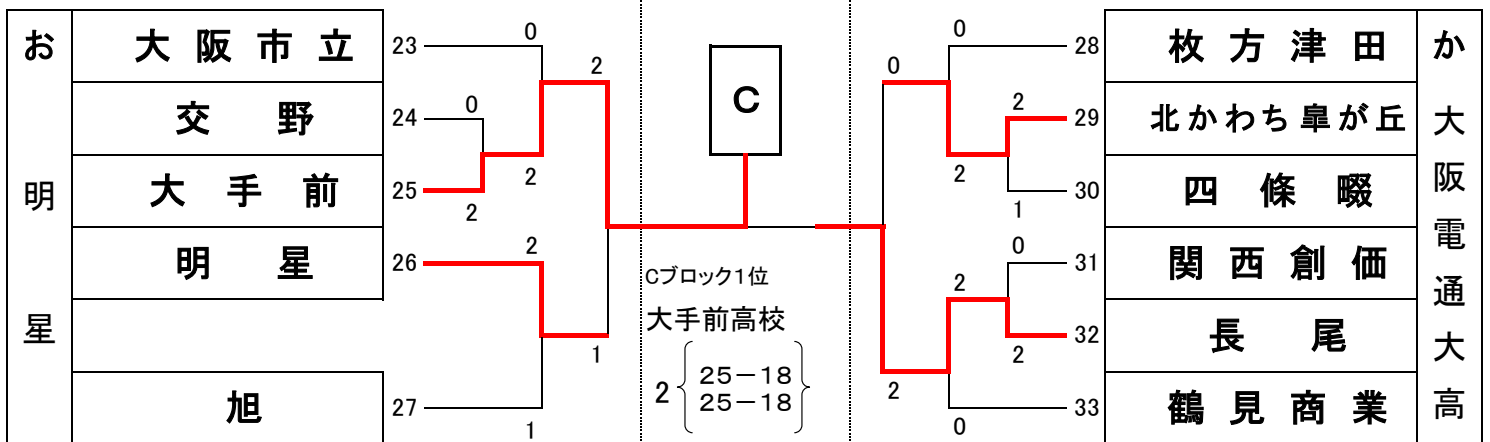 お明星
大阪市立 23 0
2
交野 24 0
大手前 25 2
2
明星 26 2
1
旭 27 1
C
Cブロック1位
大手前高校
2 { 25－18
25－18 }
0 28 枚方津田
0
2 29 北かわち皐が丘
2
30 四條畷
1
0 31 関西創価
2
32 長尾
2
2
33 鶴見商業
0
か大阪電通大高